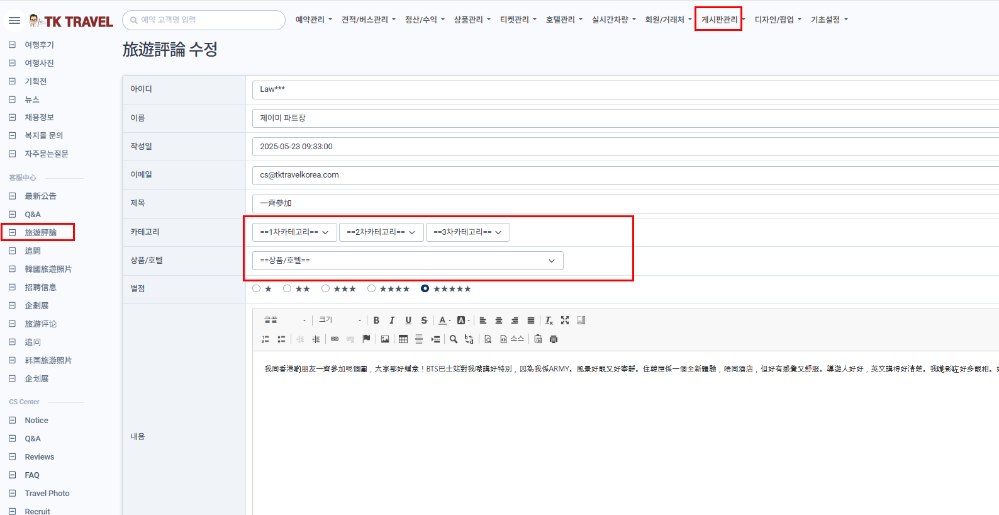 TK TRAVEL
예약 고객명 입력
예약관리 견적/버스관리 정산/수익 상품관리 티켓관리 호텔관리 실시간차량 회원/거래처 게시판관리 디자인/팝업 기초설정
여행후기
여행사진
기획전
뉴스
채용정보
복지몰 문의
자주묻는질문
客服中心
最新公告
Q&A
旅遊評論
追問
韓國旅遊照片
招聘信息
企劃展
旅游评论
追问
韩国旅游照片
企划展
CS Center
Notice
Q&A
Reviews
FAQ
Travel Photo
Recruit
旅遊評論 수정
아이디 Law***
이름 제이미 파트장
작성일 2025-05-23 09:33:00
이메일 cs@tktravelkorea.com
제목 一齊參加
카테고리 ==1차카테고리== ==2차카테고리== ==3차카테고리==
상품/호텔 ==상품/호텔==
별점 ★ ★★ ★★★ ★★★★ ★★★★★
내용
글꼴 크기
소스
我同香港啲朋友一齊參加呢個團，大家都好鍾意！BTS巴士站對我嚟講好特別，因為我係ARMY。風景好靚又好寧靜。住韓屋係一個全新體驗，唔同酒店，但好有感覺又舒服。導遊人好好，英文講得好清楚。我哋影咗好多靚相。